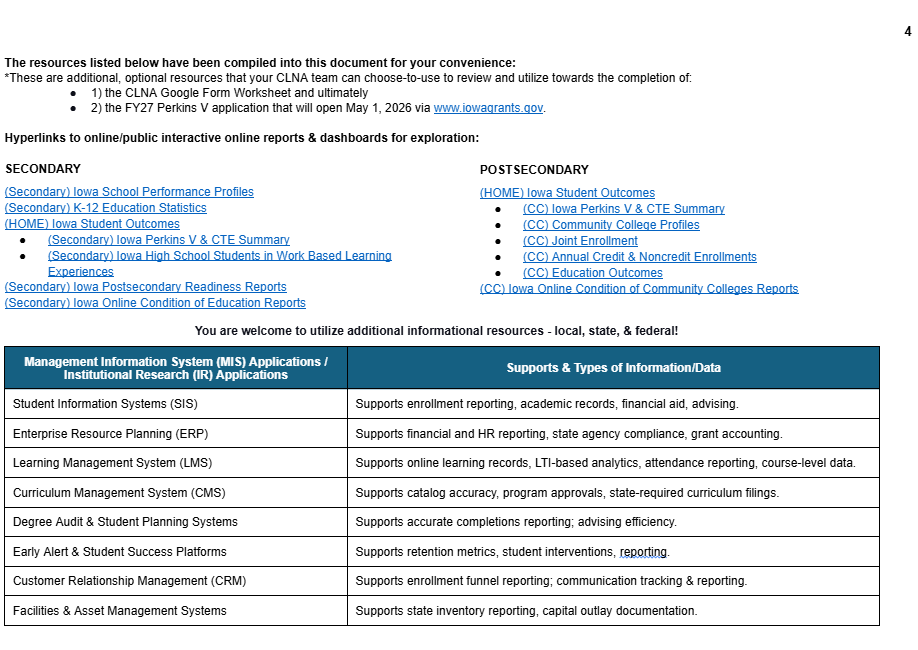 4
The resources listed below have been compiled into this document for your convenience:
*These are additional, optional resources that your CLNA team can choose-to-use to review and utilize towards the completion of:
● 1) the CLNA Google Form Worksheet and ultimately
● 2) the FY27 Perkins V application that will open May 1, 2026 via www.iowagrants.gov.
Hyperlinks to online/public interactive online reports & dashboards for exploration:
SECONDARY
(Secondary) Iowa School Performance Profiles
(Secondary) K-12 Education Statistics
(HOME) Iowa Student Outcomes
● (Secondary) Iowa Perkins V & CTE Summary
● (Secondary) Iowa High School Students in Work Based Learning
Experiences
(Secondary) Iowa Postsecondary Readiness Reports
(Secondary) Iowa Online Condition of Education Reports
POSTSECONDARY
(HOME) Iowa Student Outcomes
● (CC) Iowa Perkins V & CTE Summary
● (CC) Community College Profiles
● (CC) Joint Enrollment
● (CC) Annual Credit & Noncredit Enrollments
● (CC) Education Outcomes
(CC) Iowa Online Condition of Community Colleges Reports
You are welcome to utilize additional informational resources - local, state, & federal!
Management Information System (MIS) Applications /
Institutional Research (IR) Applications
Supports & Types of Information/Data
Student Information Systems (SIS)
Supports enrollment reporting, academic records, financial aid, advising.
Enterprise Resource Planning (ERP)
Supports financial and HR reporting, state agency compliance, grant accounting.
Learning Management System (LMS)
Supports online learning records, LTI-based analytics, attendance reporting, course-level data.
Curriculum Management System (CMS)
Supports catalog accuracy, program approvals, state-required curriculum filings.
Degree Audit & Student Planning Systems
Supports accurate completions reporting; advising efficiency.
Early Alert & Student Success Platforms
Supports retention metrics, student interventions, reporting.
Customer Relationship Management (CRM)
Supports enrollment funnel reporting; communication tracking & reporting.
Facilities & Asset Management Systems
Supports state inventory reporting, capital outlay documentation.